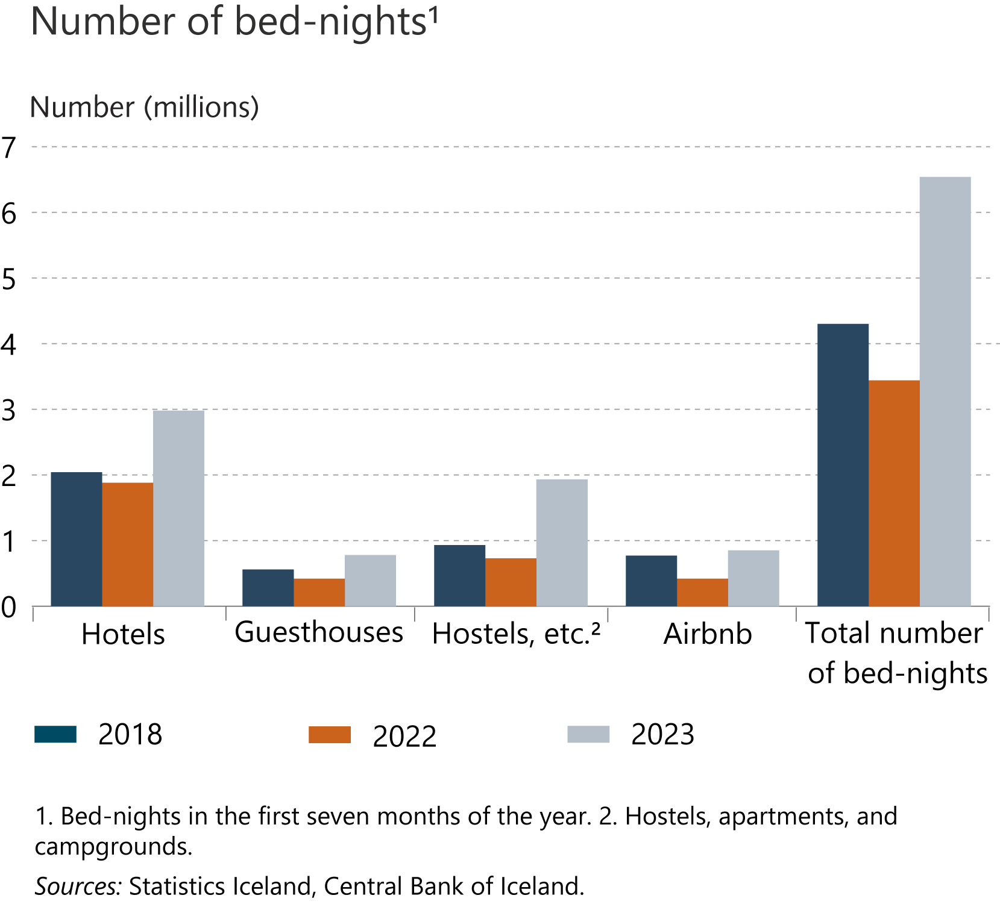 Number of bed-nights¹
Number (millions)
7
6
5
4
3
2
1
0
Hotels
Guesthouses
Hostels, etc.²
Airbnb
Total number
of bed-nights
2018
2022
2023
1. Bed-nights in the first seven months of the year. 2. Hostels, apartments, and
campgrounds.
Sources: Statistics Iceland, Central Bank of Iceland.